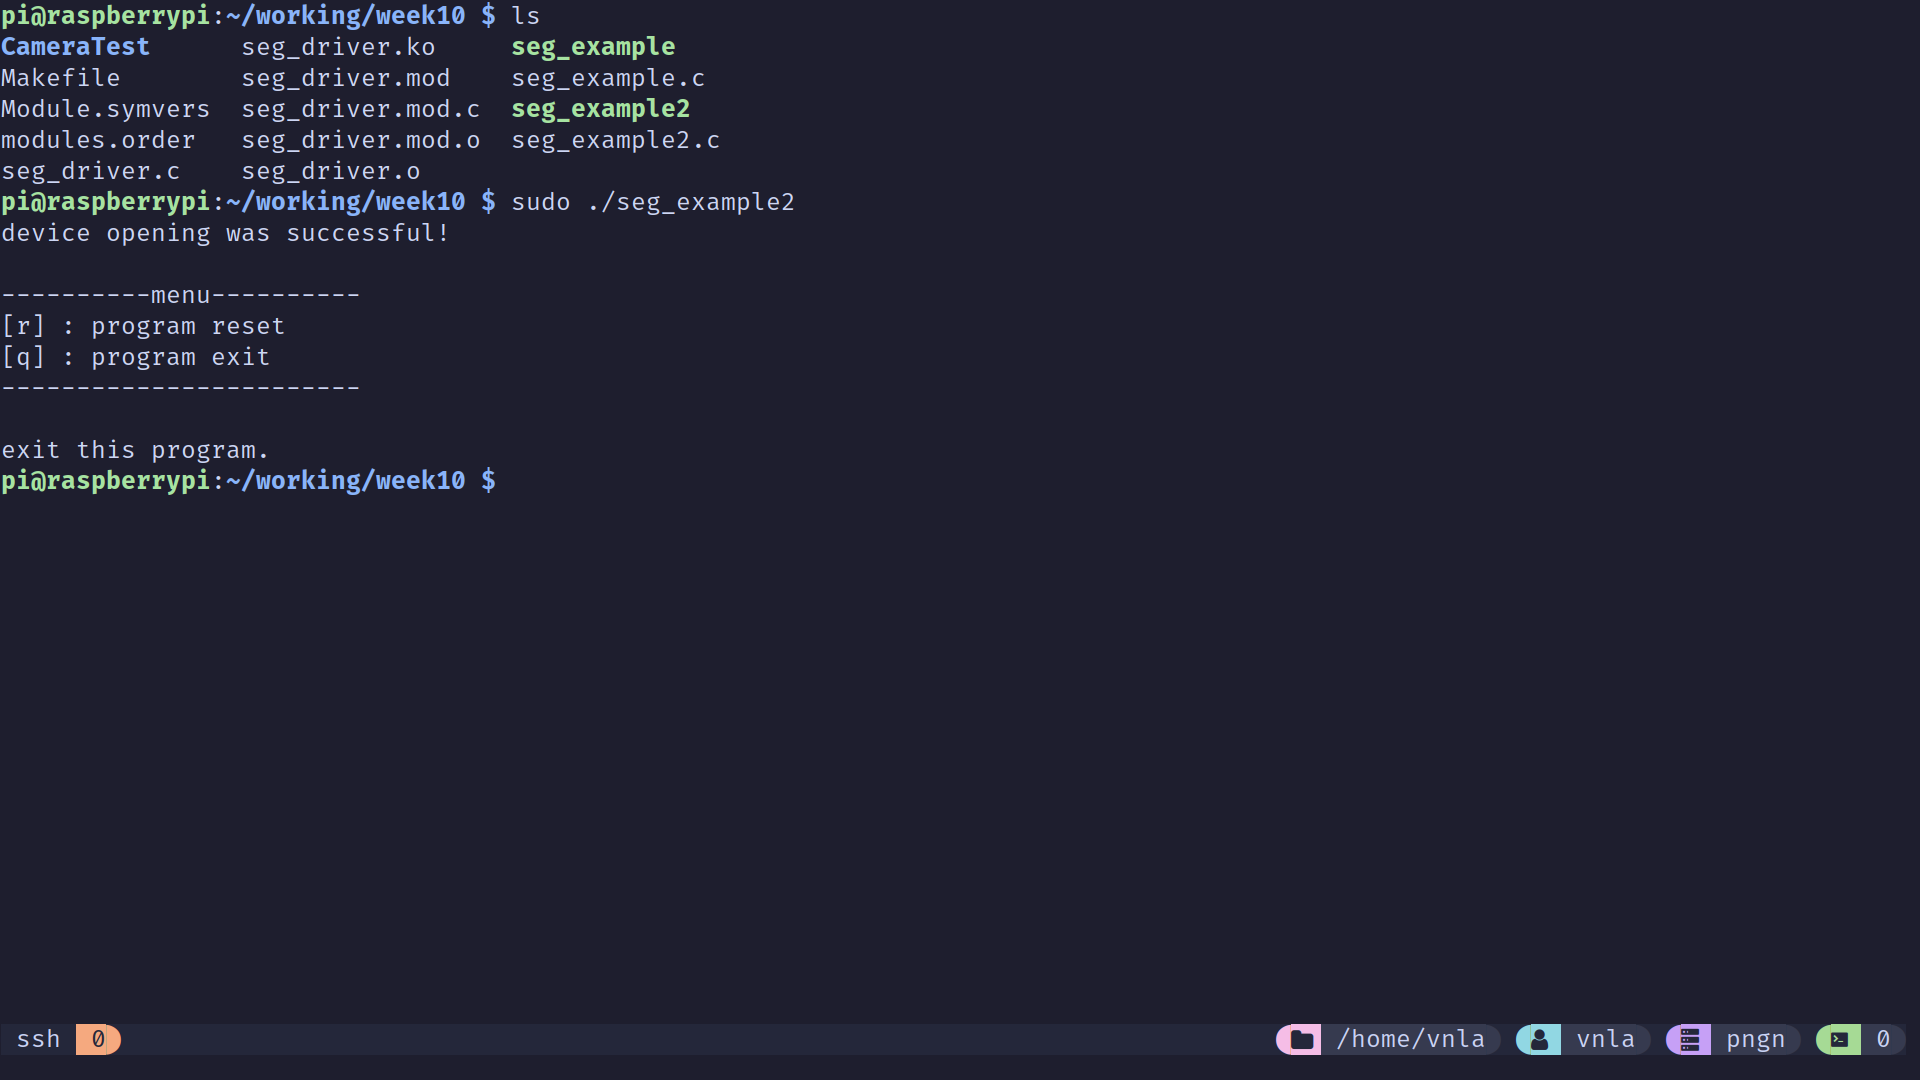 pi@raspberrypi:~/working/week10 $ ls
CameraTest      seg_driver.ko     seg_example
Makefile        seg_driver.mod    seg_example.c
Module.symvers  seg_driver.mod.c  seg_example2
modules.order   seg_driver.mod.o  seg_example2.c
seg_driver.c    seg_driver.o
pi@raspberrypi:~/working/week10 $ sudo ./seg_example2
device opening was successful!
----------menu----------
[r] : program reset
[q] : program exit
------------------------
exit this program.
pi@raspberrypi:~/working/week10 $
ssh 0 /home/vnla vnla pngn 0